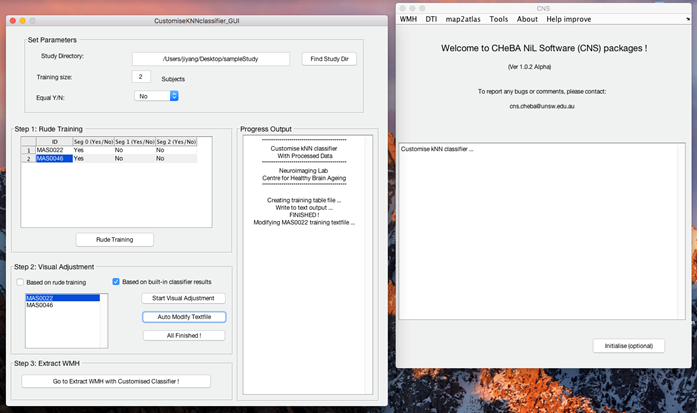 CustomiseKNNclassifier_GUI
Set Parameters
Study Directory: /Users/jiyang/Desktop/sampleStudy Find Study Dir
Training size: 2 Subjects
Equal Y/N: No
Step 1: Rude Training
ID Seg 0 (Yes/No) Seg 1 (Yes/No) Seg 2 (Yes/No)
1 MAS0022 Yes No No
2 MAS0046 Yes No No
Rude Training
Step 2: Visual Adjustment
Based on rude training Based on built-in classifier results
MAS0022
MAS0046
Start Visual Adjustment
Auto Modify Textfile
All Finished !
Step 3: Extract WMH
Go to Extract WMH with Customised Classifier !
Progress Output
Customise kNN classifier
With Processed Data
Neuroimaging Lab
Centre for Healthy Brain Ageing
Creating training table file ...
Write to text output ...
FINISHED !
Modifying MAS0022 training textfile ...
CNS
WMH DTI map2atlas Tools About Help improve
Welcome to CHeBA NiL Software (CNS) packages !
(Ver 1.0.2 Alpha)
To report any bugs or comments, please contact:
cns.cheba@unsw.edu.au
Customise kNN classifier ...
Initialise (optional)